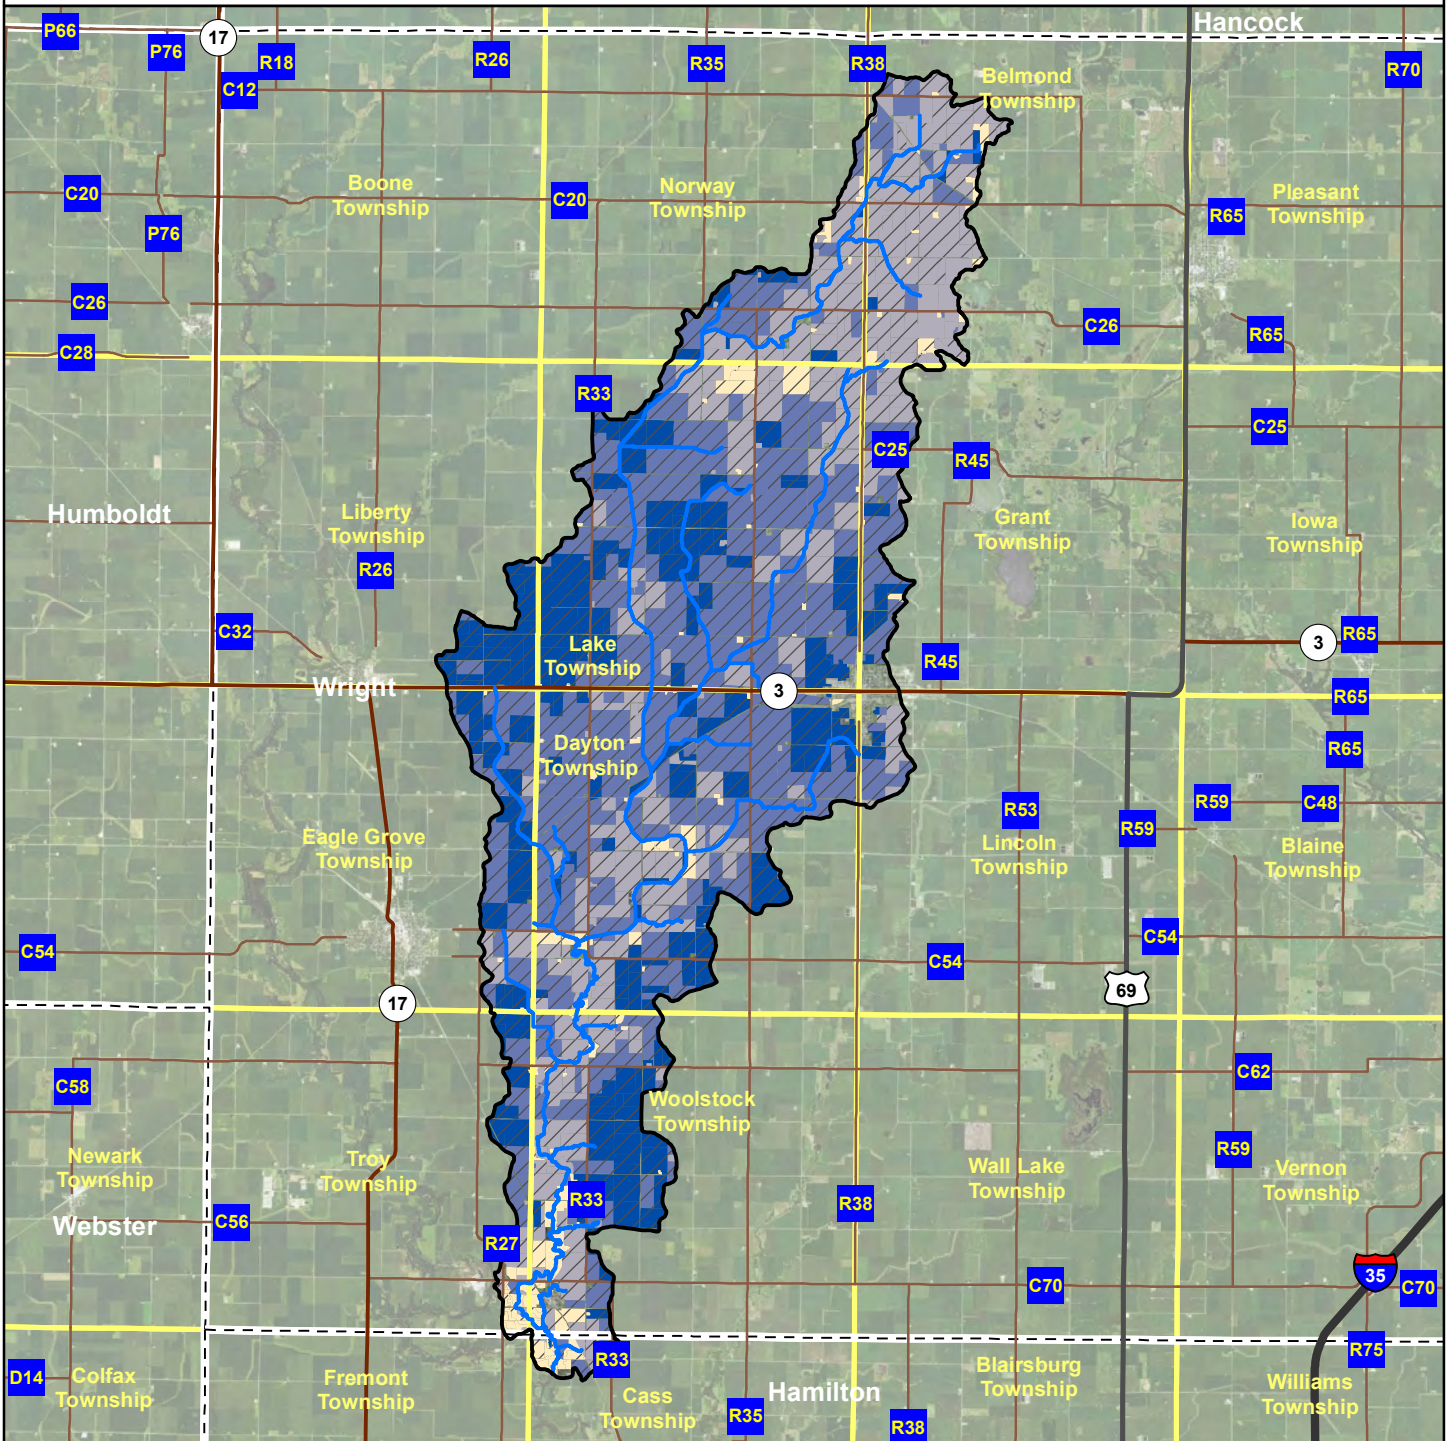 Hancock
P66
17
P76
R18
R26
R35
R38
R70
C12
Belmond
Township
C20
Boone
Township
C20
Norway
Township
R65
Pleasant
Township
P76
C26
C26
R65
C28
R33
C25
C25
R45
Humboldt
Liberty
Township
Grant
Township
Iowa
Township
R26
C32
Lake
Township
R45
3
R65
Wright
3
R65
Dayton
Township
R65
R53
R59
C48
R59
Eagle Grove
Township
Lincoln
Township
Blaine
Township
C54
C54
C54
17
69
C58
C62
Woolstock
Township
Newark
Township
Troy
Township
Wall Lake
Township
R59
Vernon
Township
Webster
C56
R33
R38
R27
C70
35
C70
R33
R75
D14
Colfax
Township
Fremont
Township
Cass
Township
Hamilton
Blairsburg
Township
Williams
Township
R35
R38